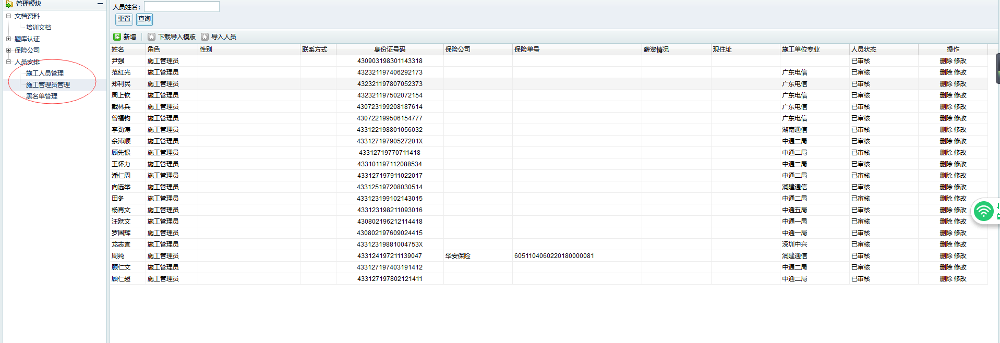 管理模块
文档资料
培训文档
题库认证
保险公司
人员安排
施工人员管理
施工管理员管理
黑名单管理
人员姓名：
重置 查询
新增 下载导入模版 导入人员
姓名 角色 性别 联系方式 身份证号码 保险公司 保险单号 薪资情况 现住址 施工单位专业 人员状态 操作
尹强 施工管理员 430903198301143318 已审核 删除 修改
范红光 施工管理员 432321197406292173 广东电信 已审核 删除 修改
郑利民 施工管理员 432321197807052373 广东电信 已审核 删除 修改
周上钦 施工管理员 432321197502072154 广东电信 已审核 删除 修改
戴林兵 施工管理员 430723199208187614 广东电信 已审核 删除 修改
曾福钧 施工管理员 430722199506154777 广东电信 已审核 删除 修改
李劲涛 施工管理员 433122198801056032 湖南通信 已审核 删除 修改
余沛顺 施工管理员 43312719790527201X 中通二局 已审核 删除 修改
顾先银 施工管理员 43312719770711418 中通二局 已审核 删除 修改
王怀力 施工管理员 433101197112088534 中通二局 已审核 删除 修改
潘仁周 施工管理员 433127197911022017 中通二局 已审核 删除 修改
向选举 施工管理员 433125197208030514 润建通信 已审核 删除 修改
田冬 施工管理员 433123199102143015 中通二局 已审核 删除 修改
杨再文 施工管理员 433123198211093016 中通五局 已审核 删除 修改
汪跃文 施工管理员 430802196212114418 中通一局 已审核 删除 修改
罗国辉 施工管理员 430802197609024415 中通一局 已审核 删除 修改
龙志宜 施工管理员 43312319881004753X 深圳中兴 已审核 删除 修改
周纯 施工管理员 433124197211139047 华安保险 6051104060220180000081 润建通信 已审核 删除 修改
顾仁文 施工管理员 433127197403191412 中通二局 已审核 删除 修改
顾仁超 施工管理员 433127197802121411 中通二局 已审核 删除 修改